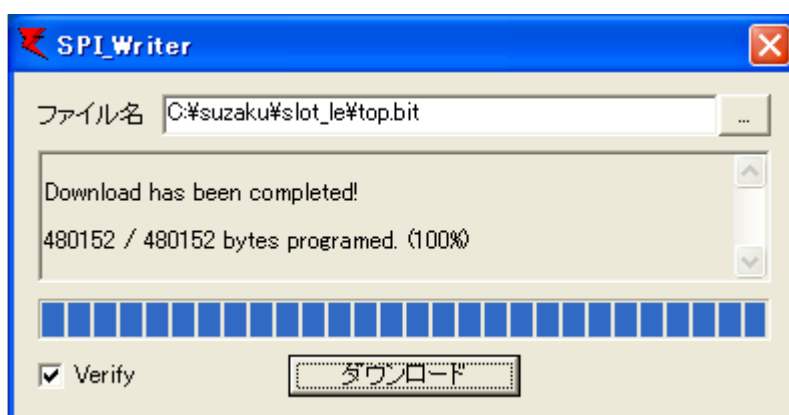 SPI_Writer
ファイル名 C:¥suzaku¥slot_le¥top.bit ...
Download has been completed!
480152 / 480152 bytes programed. (100%)
Verify ダウンロード